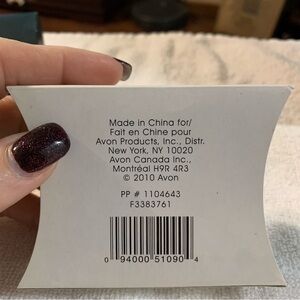 Made in China for/
Fait en Chine pour
Avon Products, Inc., Distr.
New York, NY 10020
Avon Canada Inc.,
Montréal H9R 4R3
© 2010 Avon
PP # 1104643
F3383761
0 94000 51090 4